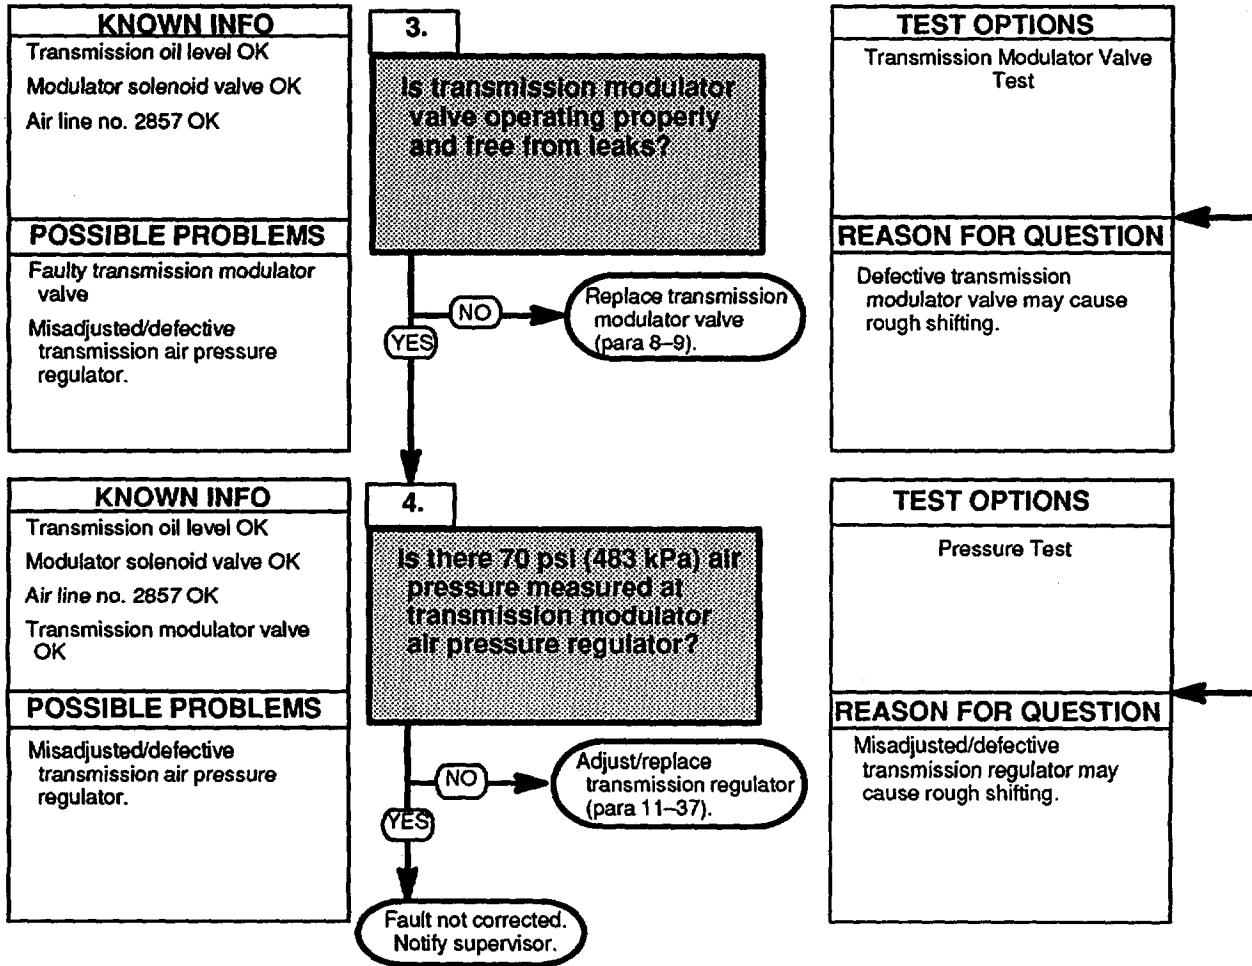 KNOWN INFO
Transmission oil level OK
Modulator solenoid valve OK
Air line no. 2857 OK
POSSIBLE PROBLEMS
Faulty transmission modulator
valve
Misadjusted/defective
transmission air pressure
regulator.
3.
Is transmission modulator
valve operating properly
and free from leaks?
NO
Replace transmission
modulator valve
(para 8–9).
YES
TEST OPTIONS
Transmission Modulator Valve
Test
REASON FOR QUESTION
Defective transmission
modulator valve may cause
rough shifting.
KNOWN INFO
Transmission oil level OK
Modulator solenoid valve OK
Air line no. 2857 OK
Transmission modulator valve
OK
POSSIBLE PROBLEMS
Misadjusted/defective
transmission air pressure
regulator.
4.
Is there 70 psi (483 kPa) air
pressure measured at
transmission modulator
air pressure regulator?
NO
Adjust/replace
transmission regulator
(para 11–37).
YES
Fault not corrected.
Notify supervisor.
TEST OPTIONS
Pressure Test
REASON FOR QUESTION
Misadjusted/defective
transmission regulator may
cause rough shifting.